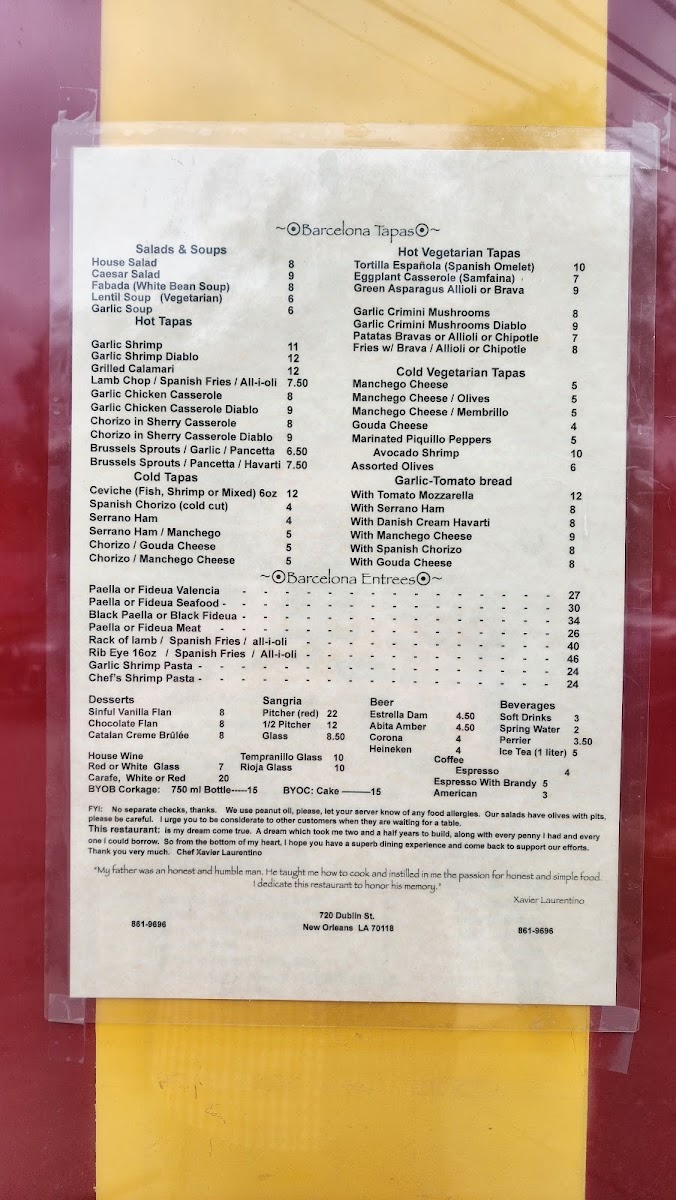 ~⊙Barcelona Tapas⊙~
Salads & Soups
House Salad 8
Caesar Salad 9
Fabada (White Bean Soup) 8
Lentil Soup (Vegetarian) 6
Garlic Soup 6
Hot Tapas
Garlic Shrimp 11
Garlic Shrimp Diablo 12
Grilled Calamari 12
Lamb Chop / Spanish Fries / All-i-oli 7.50
Garlic Chicken Casserole 8
Garlic Chicken Casserole Diablo 9
Chorizo in Sherry Casserole 8
Chorizo in Sherry Casserole Diablo 9
Brussels Sprouts / Garlic / Pancetta 6.50
Brussels Sprouts / Pancetta / Havarti 7.50
Cold Tapas
Ceviche (Fish, Shrimp or Mixed) 6oz 12
Spanish Chorizo (cold cut) 4
Serrano Ham 4
Serrano Ham / Manchego 5
Chorizo / Gouda Cheese 5
Chorizo / Manchego Cheese 5
Hot Vegetarian Tapas
Tortilla Española (Spanish Omelet) 10
Eggplant Casserole (Samfaina) 7
Green Asparagus Allioli or Brava 9
Garlic Crimini Mushrooms 8
Garlic Crimini Mushrooms Diablo 9
Patatas Bravas or Allioli or Chipotle 7
Fries w/ Brava / Allioli or Chipotle 8
Cold Vegetarian Tapas
Manchego Cheese 5
Manchego Cheese / Olives 5
Manchego Cheese / Membrillo 5
Gouda Cheese 4
Marinated Piquillo Peppers 5
Avocado Shrimp 10
Assorted Olives 6
Garlic-Tomato bread
With Tomato Mozzarella 12
With Serrano Ham 8
With Danish Cream Havarti 8
With Manchego Cheese 9
With Spanish Chorizo 8
With Gouda Cheese 8
~⊙Barcelona Entrees⊙~
Paella or Fideua Valencia - - - - - - - - - - - - - - - 27
Paella or Fideua Seafood - - - - - - - - - - - - - - - - 30
Black Paella or Black Fideua - - - - - - - - - - - - - - - 34
Paella or Fideua Meat - - - - - - - - - - - - - - - - 26
Rack of lamb / Spanish Fries / all-i-oli - - - - - - - - - - - - 40
Rib Eye 16oz / Spanish Fries / All-i-oli - - - - - - - - - - - - 46
Garlic Shrimp Pasta - - - - - - - - - - - - - - - - - 24
Chef's Shrimp Pasta - - - - - - - - - - - - - - - - - 24
Desserts
Sinful Vanilla Flan 8
Chocolate Flan 8
Catalan Creme Brûlée 8
Sangria
Pitcher (red) 22
1/2 Pitcher 12
Glass 8.50
Beer
Estrella Dam 4.50
Abita Amber 4.50
Corona 4
Heineken 4
Beverages
Soft Drinks 3
Spring Water 2
Perrier 3.50
Ice Tea (1 liter) 5
House Wine
Red or White Glass 7
Carafe, White or Red 20
Tempranillo Glass 10
Rioja Glass 10
BYOB Corkage: 750 ml Bottle-----15 BYOC: Cake ———15
Coffee
Espresso 4
Espresso With Brandy 5
American 3
FYI: No separate checks, thanks. We use peanut oil, please, let your server know of any food allergies. Our salads have olives with pits,
please be careful. I urge you to be considerate to other customers when they are waiting for a table.
This restaurant: is my dream come true. A dream which took me two and a half years to build, along with every penny I had and every
one I could borrow. So from the bottom of my heart, I hope you have a superb dining experience and come back to support our efforts.
Thank you very much. Chef Xavier Laurentino
"My father was an honest and humble man. He taught me how to cook and instilled in me the passion for honest and simple food.
I dedicate this restaurant to honor his memory."
Xavier Laurentino
861-9696
720 Dublin St.
New Orleans LA 70118
861-9696